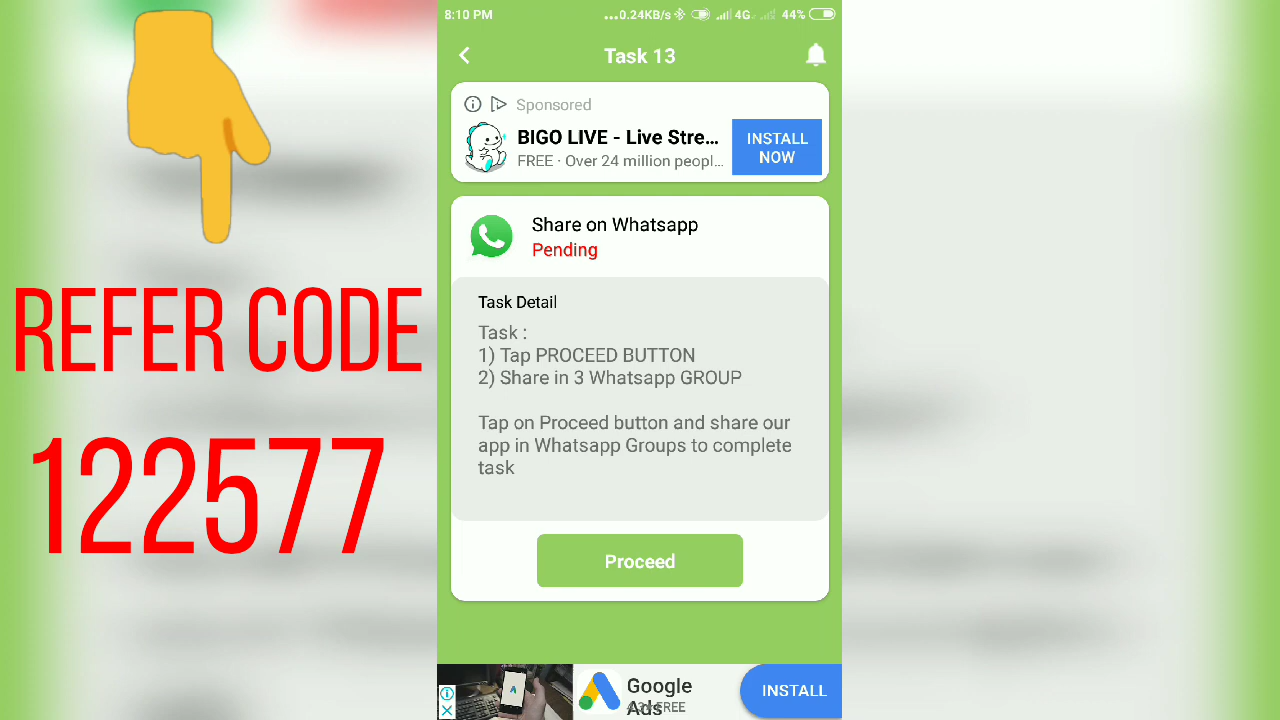 8:10 PM
...0.24KB/s 4G 44%
Task 13
Sponsored
BIGO LIVE - Live Stre...
FREE · Over 24 million peopl...
INSTALL
NOW
Share on Whatsapp
Pending
Task Detail
Task :
1) Tap PROCEED BUTTON
2) Share in 3 Whatsapp GROUP
Tap on Proceed button and share our
app in Whatsapp Groups to complete
task
Proceed
Google
Ads
FREE
INSTALL
REFER CODE
122577